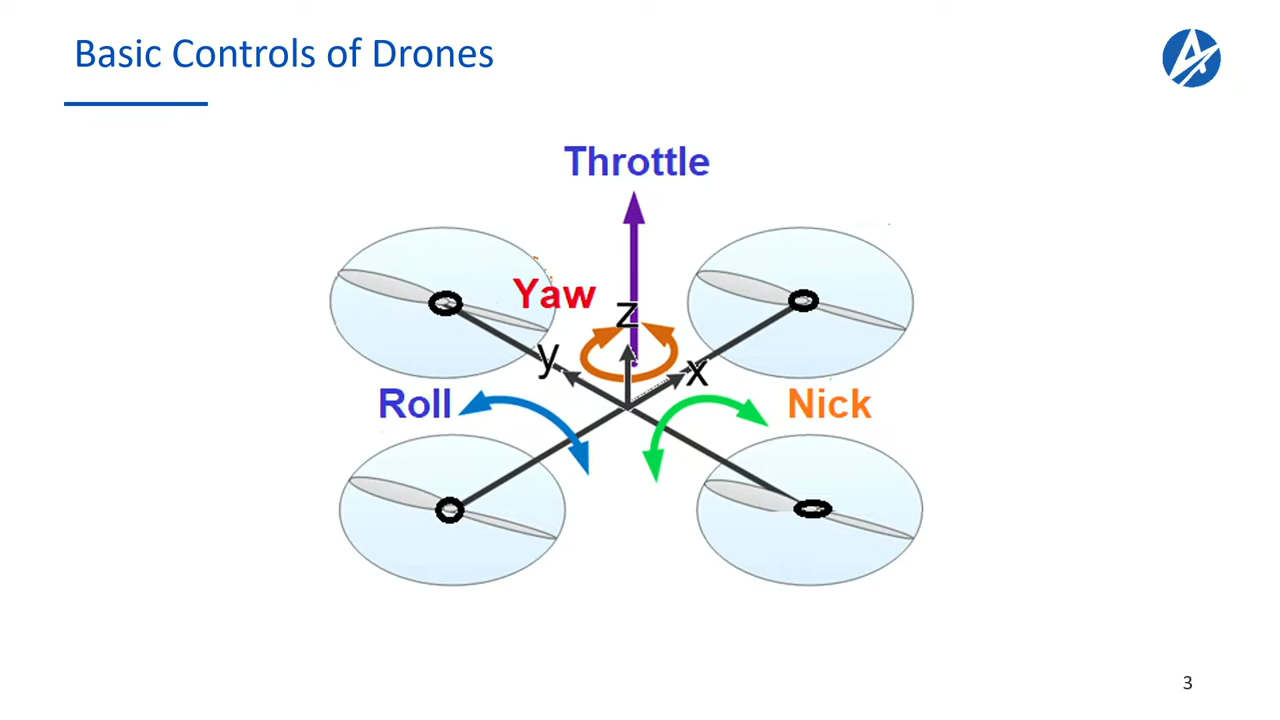 Basic Controls of Drones
Throttle
Yaw
z
y
x
Roll
Nick
3